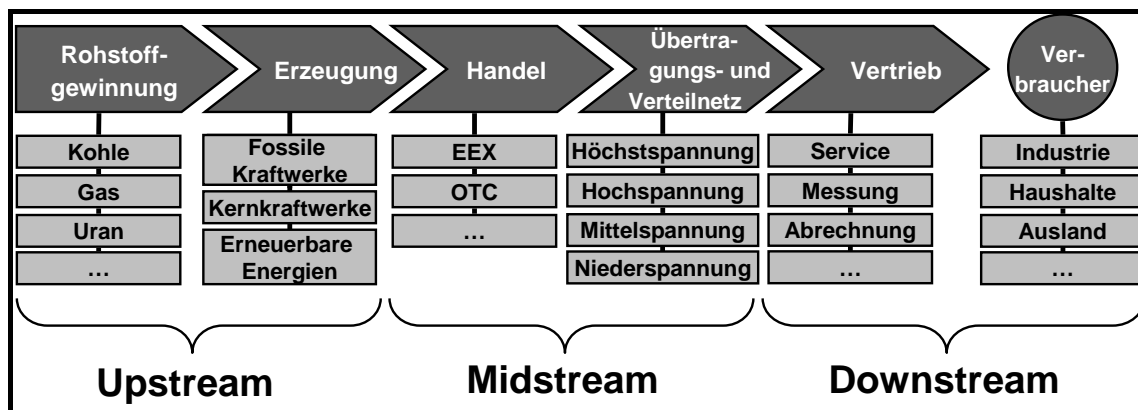 Rohstoff-
gewinnung
Erzeugung
Handel
Übertra-
gungs- und
Verteilnetz
Vertrieb
Ver-
braucher
Kohle
Gas
Uran
…
Fossile
Kraftwerke
Kernkraftwerke
Erneuerbare
Energien
EEX
OTC
…
Höchstspannung
Hochspannung
Mittelspannung
Niederspannung
Service
Messung
Abrechnung
…
Industrie
Haushalte
Ausland
…
Upstream
Midstream
Downstream